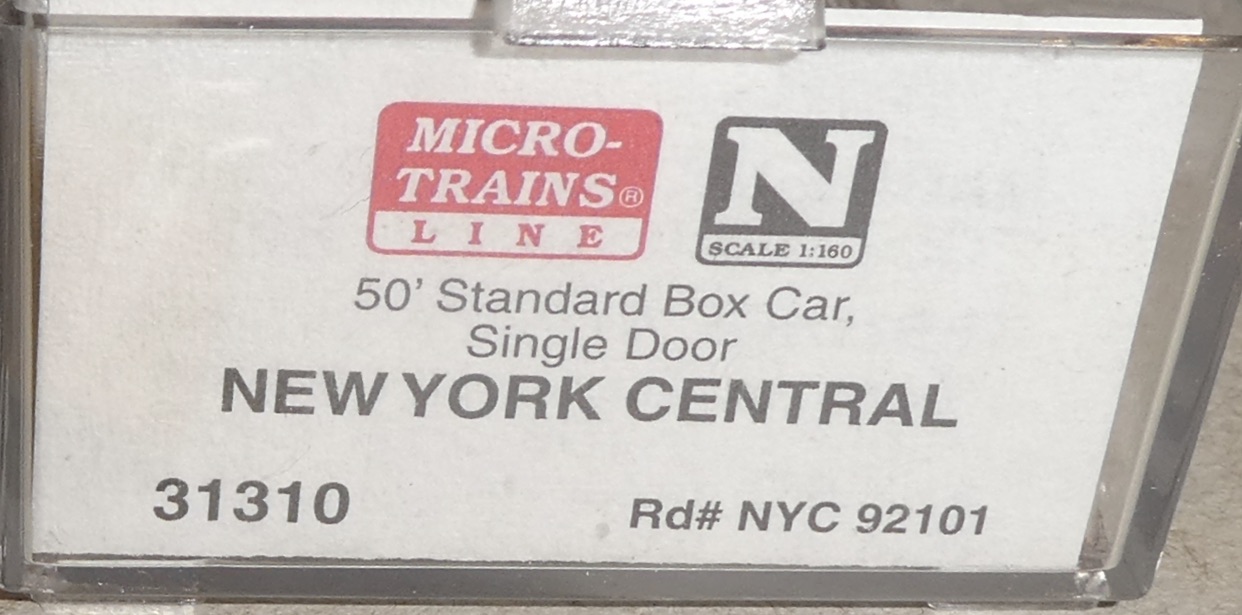 MICRO-
TRAINS®
LINE
N
SCALE 1:160
50' Standard Box Car,
Single Door
NEW YORK CENTRAL
31310
Rd# NYC 92101